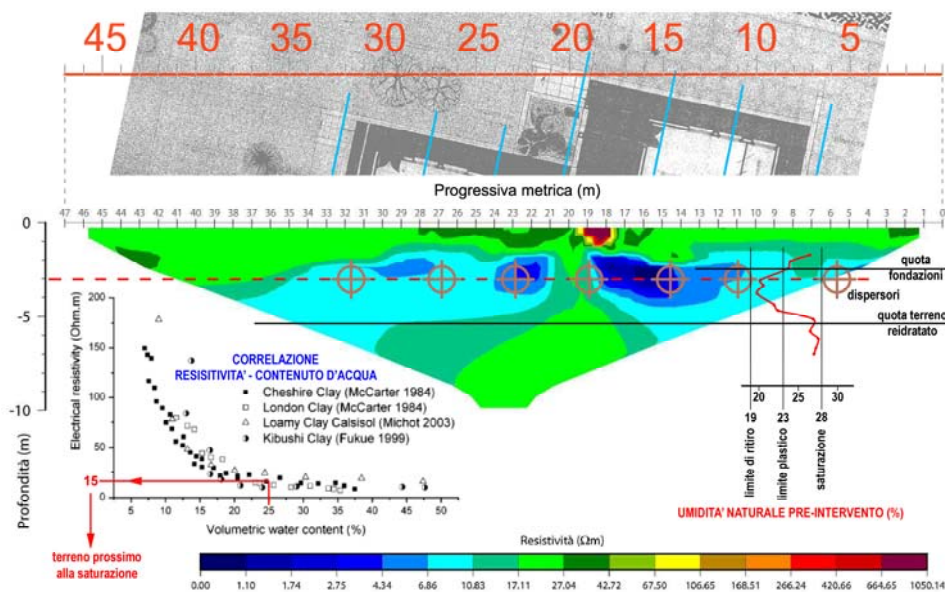 45 40 35 30 25 20 15 10 5
Progressiva metrica (m)
47 46 45 44 43 42 41 40 39 38 37 36 35 34 33 32 31 30 29 28 27 26 25 24 23 22 21 20 19 18 17 16 15 14 13 12 11 10 9 8 7 6 5 4 3 2 1 0
0
-5
-10
Profondità (m)
quota
fondazioni
dispersori
quota terreno
reidratato
200
150
100
50
0
Electrical resistivity (Ohm.m)
CORRELAZIONE
RESISITIVITA' - CONTENUTO D'ACQUA
Cheshire Clay (McCarter 1984)
London Clay (McCarter 1984)
Loamy Clay Calsisol (Michot 2003)
Kibushi Clay (Fukue 1999)
15
5 10 15 20 25 30 35 40 45 50
Volumetric water content (%)
terreno prossimo
alla saturazione
20 25 30
19 23 28
limite di ritiro
limite plastico
saturazione
UMIDITA' NATURALE PRE-INTERVENTO (%)
Resistività (Ωm)
0.00 1.10 1.74 2.75 4.34 6.86 10.83 17.11 27.04 42.72 67.50 106.65 168.51 266.24 420.66 664.65 1050.14